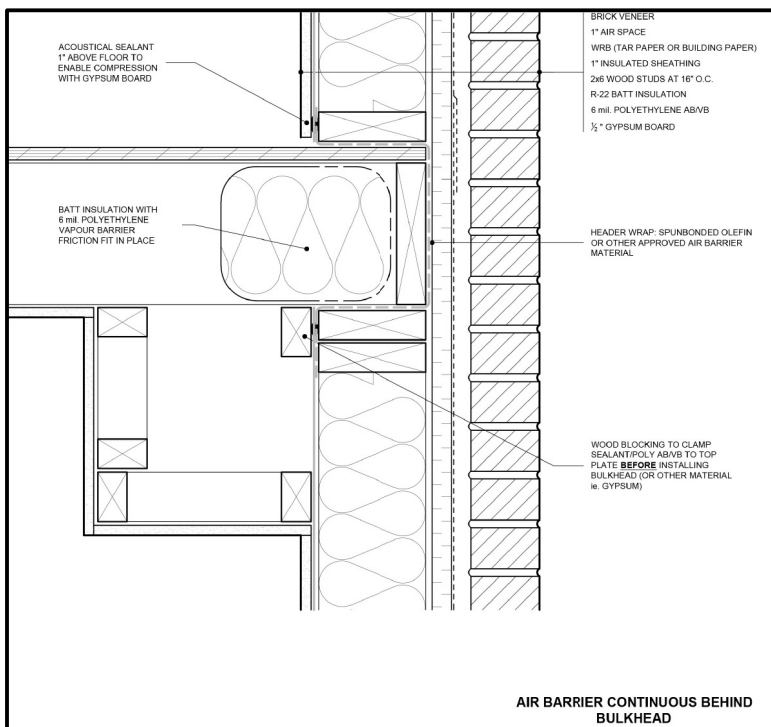 ACOUSTICAL SEALANT
1" ABOVE FLOOR TO
ENABLE COMPRESSION
WITH GYPSUM BOARD
BRICK VENEER
1" AIR SPACE
WRB (TAR PAPER OR BUILDING PAPER)
1" INSULATED SHEATHING
2x6 WOOD STUDS AT 16" O.C.
R-22 BATT INSULATION
6 mil. POLYETHYLENE AB/VB
½ " GYPSUM BOARD
BATT INSULATION WITH
6 mil. POLYETHYLENE
VAPOUR BARRIER
FRICTION FIT IN PLACE
HEADER WRAP: SPUNBONDED OLEFIN
OR OTHER APPROVED AIR BARRIER
MATERIAL
WOOD BLOCKING TO CLAMP
SEALANT/POLY AB/VB TO TOP
PLATE BEFORE INSTALLING
BULKHEAD (OR OTHER MATERIAL
ie. GYPSUM)
AIR BARRIER CONTINUOUS BEHIND
BULKHEAD